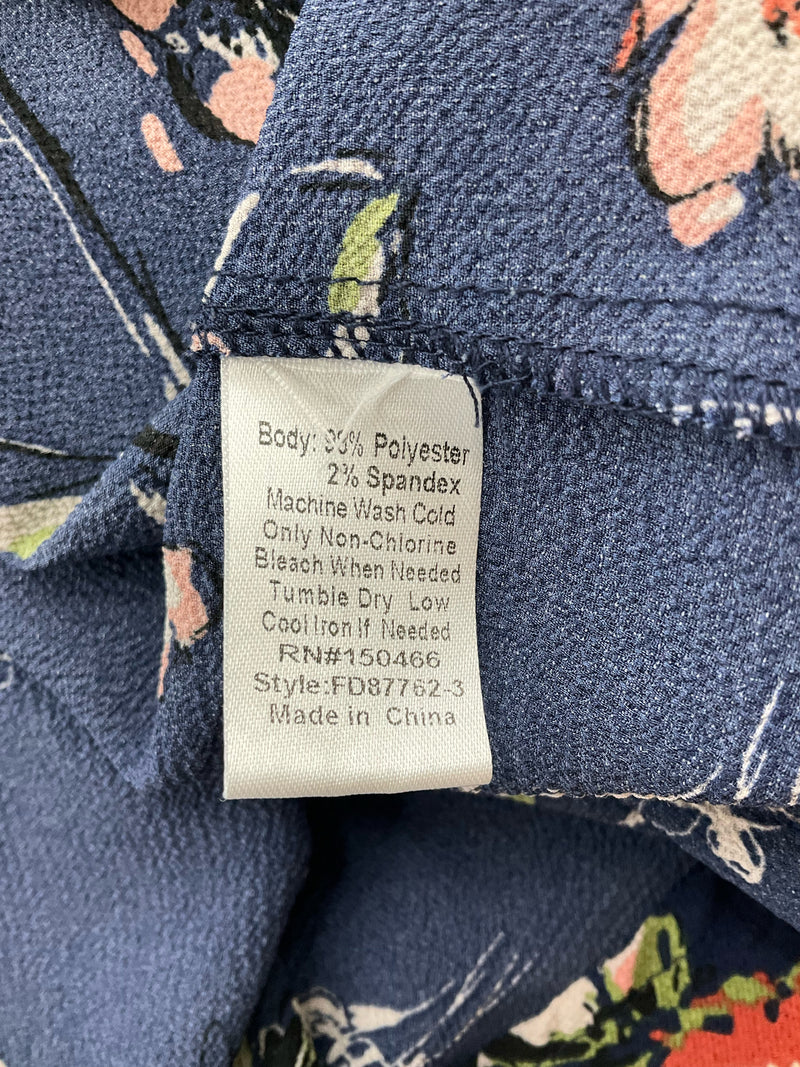 Body: 98% Polyester
2% Spandex
Machine Wash Cold
Only Non-Chlorine
Bleach When Needed
Tumble Dry Low
Cool Iron If Needed
RN#150466
Style:FD87762-3
Made in China